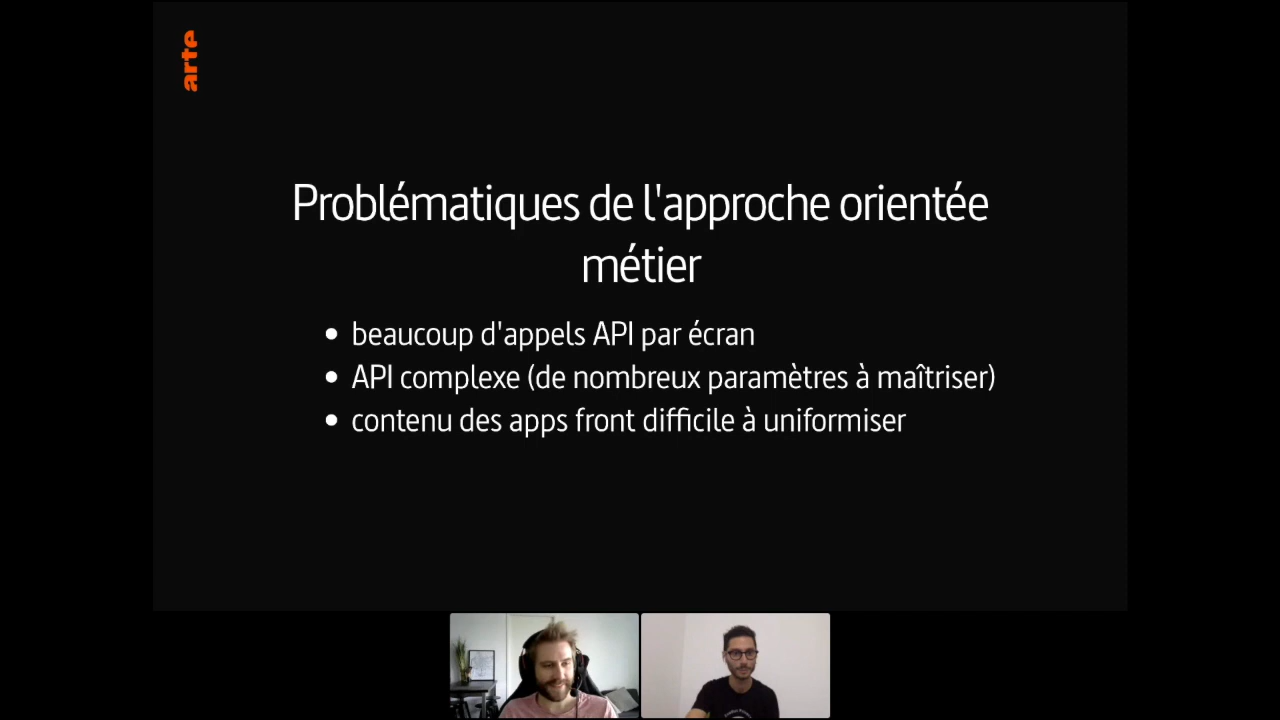 arte
Problématiques de l'approche orientée
métier
• beaucoup d'appels API par écran
• API complexe (de nombreux paramètres à maîtriser)
• contenu des apps front difficile à uniformiser